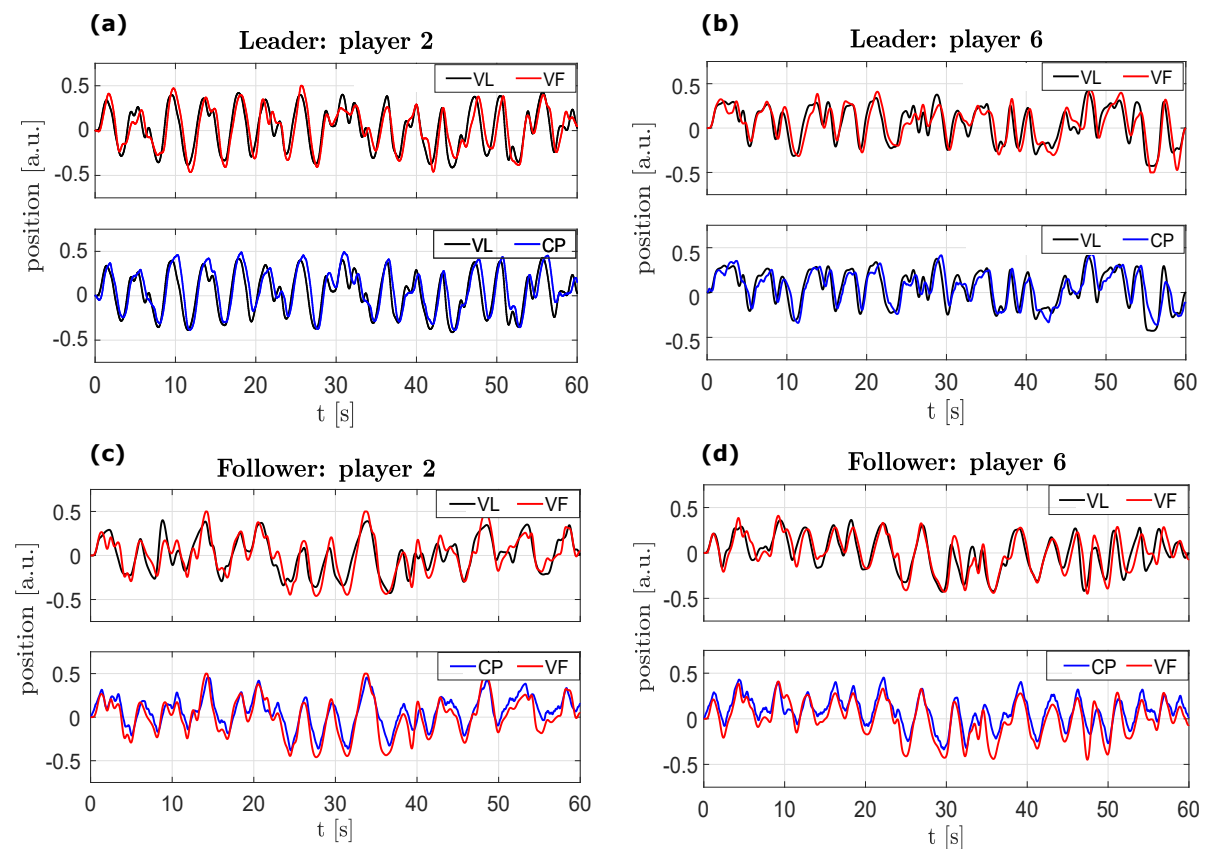 (a)
Leader: player 2
VL VF
0.5
0
-0.5
VL CP
0.5
0
-0.5
0 10 20 30 40 50 60
t [s]
position [a.u.]
(b)
Leader: player 6
VL VF
0.5
0
-0.5
VL CP
0.5
0
-0.5
0 10 20 30 40 50 60
t [s]
position [a.u.]
(c)
Follower: player 2
VL VF
0.5
0
-0.5
CP VF
0.5
0
-0.5
0 10 20 30 40 50 60
t [s]
position [a.u.]
(d)
Follower: player 6
VL VF
0.5
0
-0.5
CP VF
0.5
0
-0.5
0 10 20 30 40 50 60
t [s]
position [a.u.]